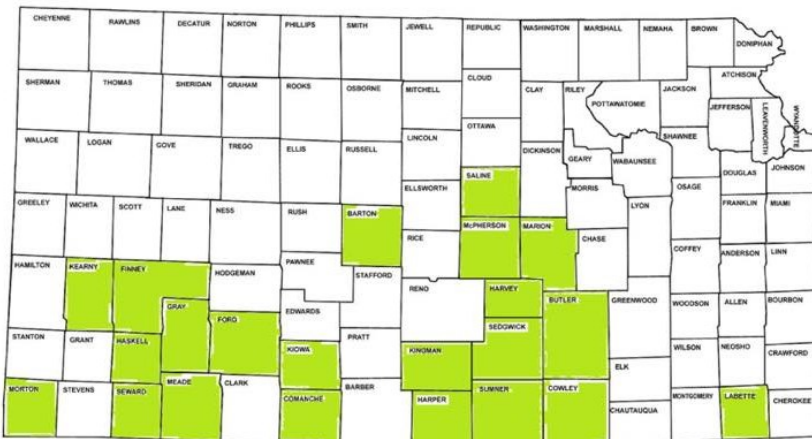 CHEYENNE RAWLINS DECATUR NORTON PHILLIPS SMITH JEWELL REPUBLIC WASHINGTON MARSHALL NEMAHA BROWN DONIPHAN
SHERMAN THOMAS SHERIDAN GRAHAM ROOKS OSBORNE MITCHELL CLOUD CLAY RILEY POTTAWATOMIE JACKSON ATCHISON
JEFFERSON LEAVENWORTH WYANDOTTE
WALLACE LOGAN GOVE TREGO ELLIS RUSSELL LINCOLN OTTAWA DICKINSON GEARY WABAUNSEE SHAWNEE
ELLSWORTH SALINE MORRIS OSAGE DOUGLAS JOHNSON
GREELEY WICHITA SCOTT LANE NESS RUSH BARTON RICE McPHERSON MARION CHASE LYON FRANKLIN MIAMI
HAMILTON KEARNY FINNEY HODGEMAN PAWNEE STAFFORD COFFEY ANDERSON LINN
GRAY FORD EDWARDS RENO HARVEY BUTLER GREENWOOD WOODSON ALLEN BOURBON
STANTON GRANT HASKELL KIOWA PRATT KINGMAN SEDGWICK ELK WILSON NEOSHO CRAWFORD
MORTON STEVENS SEWARD MEADE CLARK COMANCHE BARBER HARPER SUMNER COWLEY CHAUTAUQUA MONTGOMERY LABETTE CHEROKEE